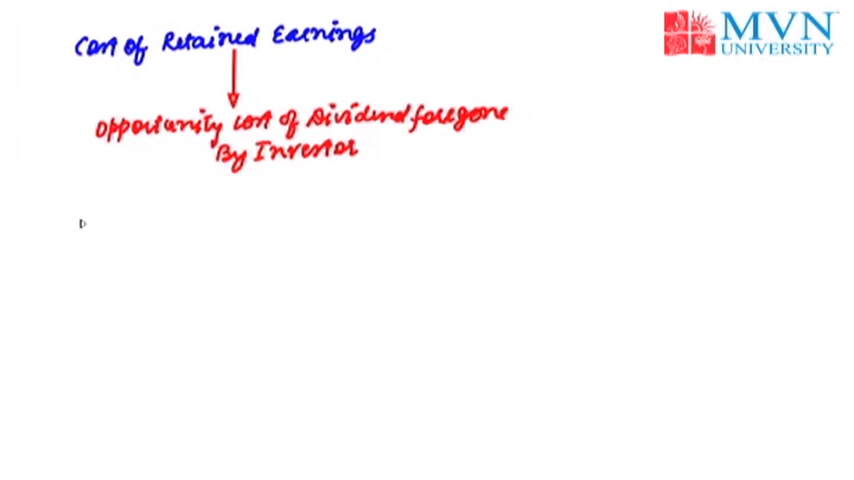 Cost of Retained Earnings
MVN
UNIVERSITY
Opportunity cost of Dividend foregone
By Investor